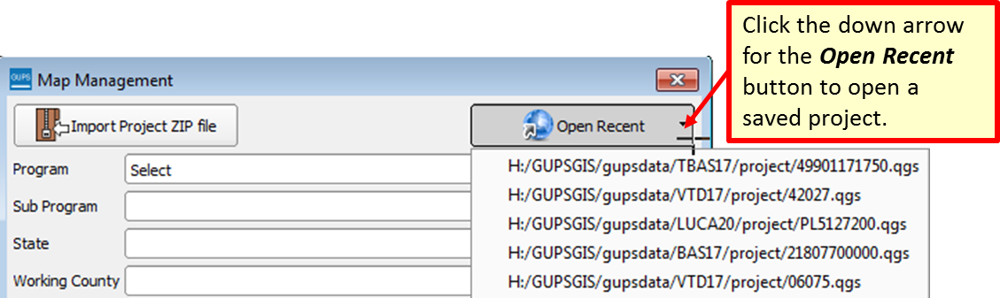 Click the down arrow
for the Open Recent
button to open a
saved project.
GUPS Map Management
Import Project ZIP file
Open Recent
Program Select
Sub Program
State
Working County
H:/GUPSGIS/gupsdata/TBAS17/project/49901171750.qgs
H:/GUPSGIS/gupsdata/VTD17/project/42027.qgs
H:/GUPSGIS/gupsdata/LUCA20/project/PL5127200.qgs
H:/GUPSGIS/gupsdata/BAS17/project/21807700000.qgs
H:/GUPSGIS/gupsdata/VTD17/project/06075.qgs